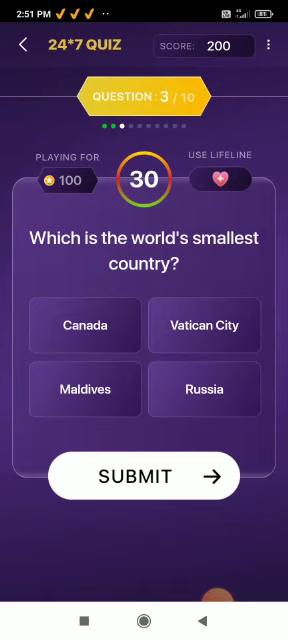 2:51 PM
81
24*7 QUIZ
SCORE: 200
QUESTION : 3 / 10
PLAYING FOR
USE LIFELINE
100
30
Which is the world's smallest
country?
Canada
Vatican City
Maldives
Russia
SUBMIT